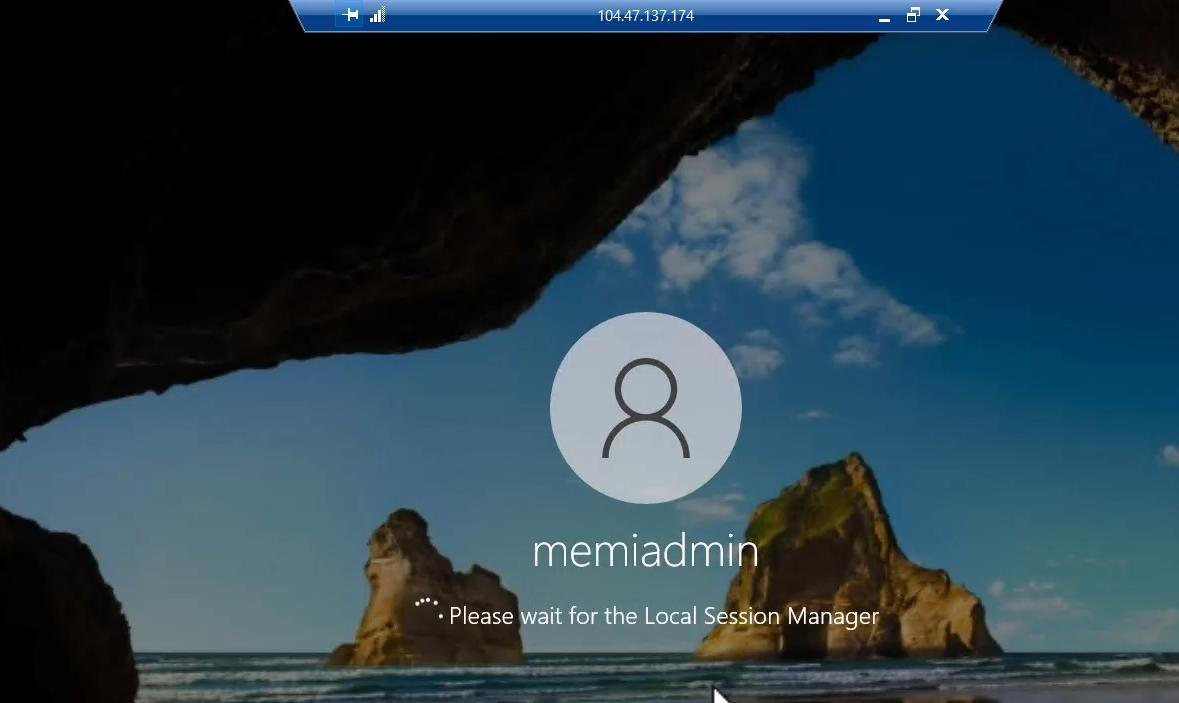 104.47.137.174
memiadmin
Please wait for the Local Session Manager